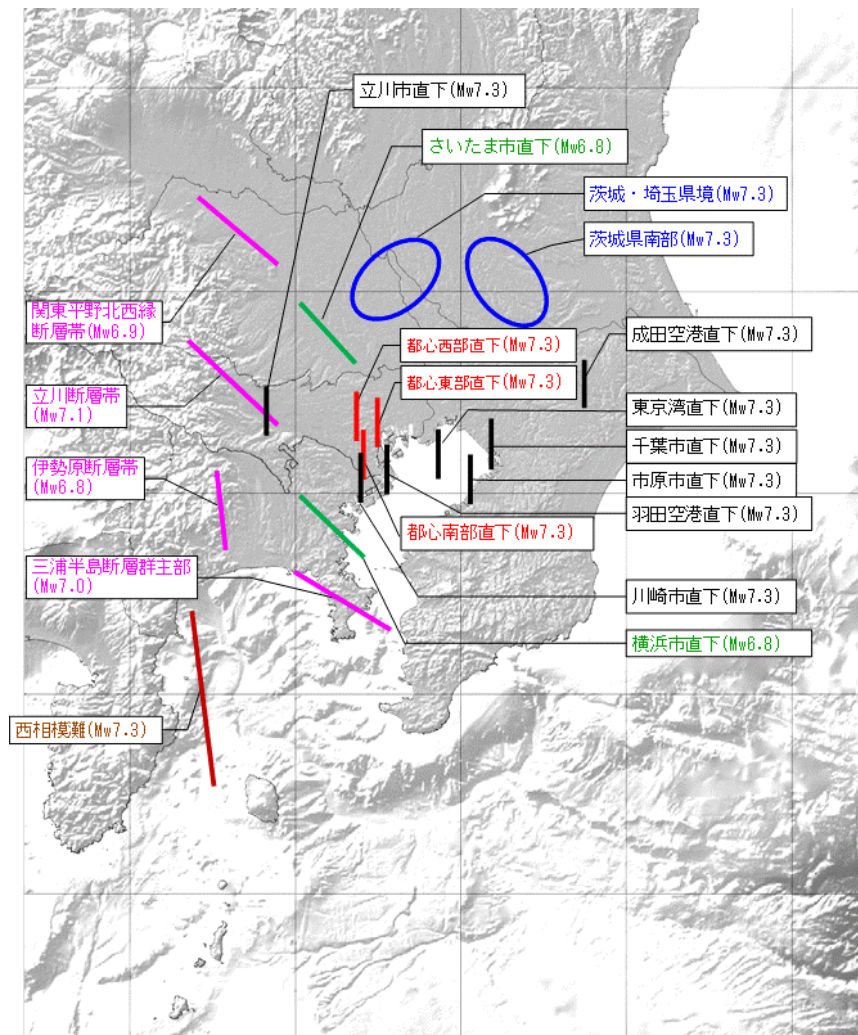 立川市直下(Mw7.3)
さいたま市直下(Mw6.8)
茨城・埼玉県境(Mw7.3)
茨城県南部(Mw7.3)
関東平野北西縁
断層帯(Mw6.9)
都心西部直下(Mw7.3)
成田空港直下(Mw7.3)
都心東部直下(Mw7.3)
立川断層帯
(Mw7.1)
東京湾直下(Mw7.3)
千葉市直下(Mw7.3)
伊勢原断層帯
(Mw6.8)
市原市直下(Mw7.3)
羽田空港直下(Mw7.3)
都心南部直下(Mw7.3)
三浦半島断層群主部
(Mw7.0)
川崎市直下(Mw7.3)
横浜市直下(Mw6.8)
西相模灘(Mw7.3)